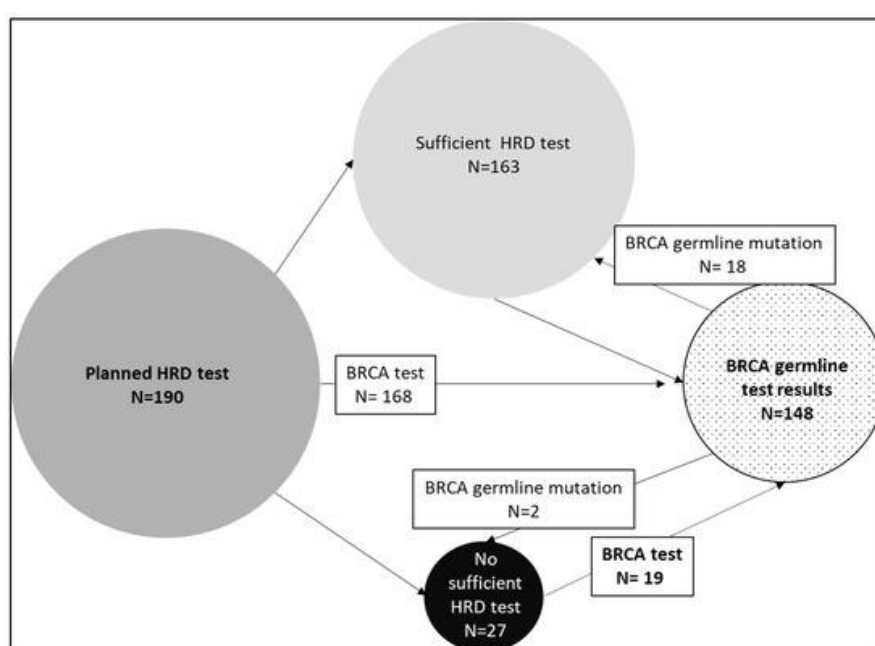 Sufficient HRD test
N=163
BRCA germline mutation
N= 18
Planned HRD test
N=190
BRCA test
N= 168
BRCA germline
test results
N=148
BRCA germline mutation
N=2
No
sufficient
HRD test
N=27
BRCA test
N= 19